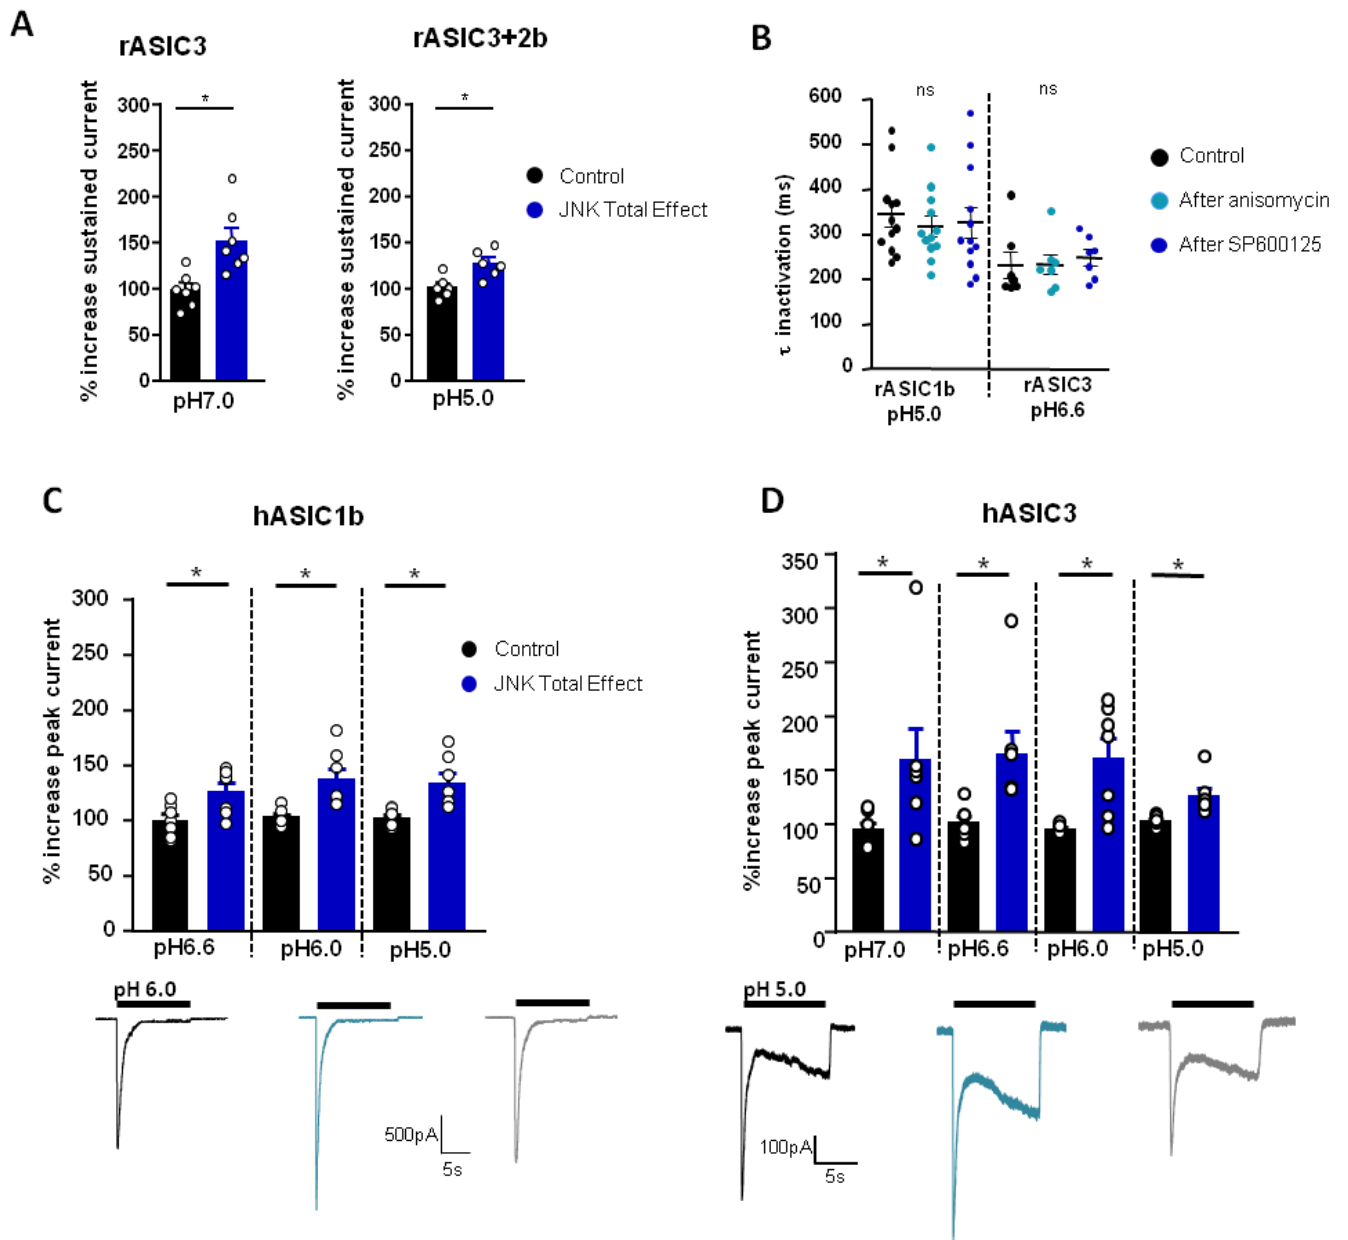 A
rASIC3
rASIC3+2b
% increase sustained current
300
250
200
150
100
50
0
*
pH7.0
% increase sustained current
300
250
200
150
100
50
0
*
pH5.0
Control
JNK Total Effect
B
τ inactivation (ms)
600
500
400
300
200
100
0
ns
ns
rASIC1b
pH5.0
rASIC3
pH6.6
Control
After anisomycin
After SP600125
C
hASIC1b
% increase peak current
300
250
200
150
100
50
0
*
*
*
pH6.6
pH6.0
pH5.0
Control
JNK Total Effect
pH 6.0
500pA
5s
D
hASIC3
%increase peak current
350
300
250
200
150
100
50
0
*
*
*
*
pH7.0
pH6.6
pH6.0
pH5.0
pH 5.0
100pA
5s